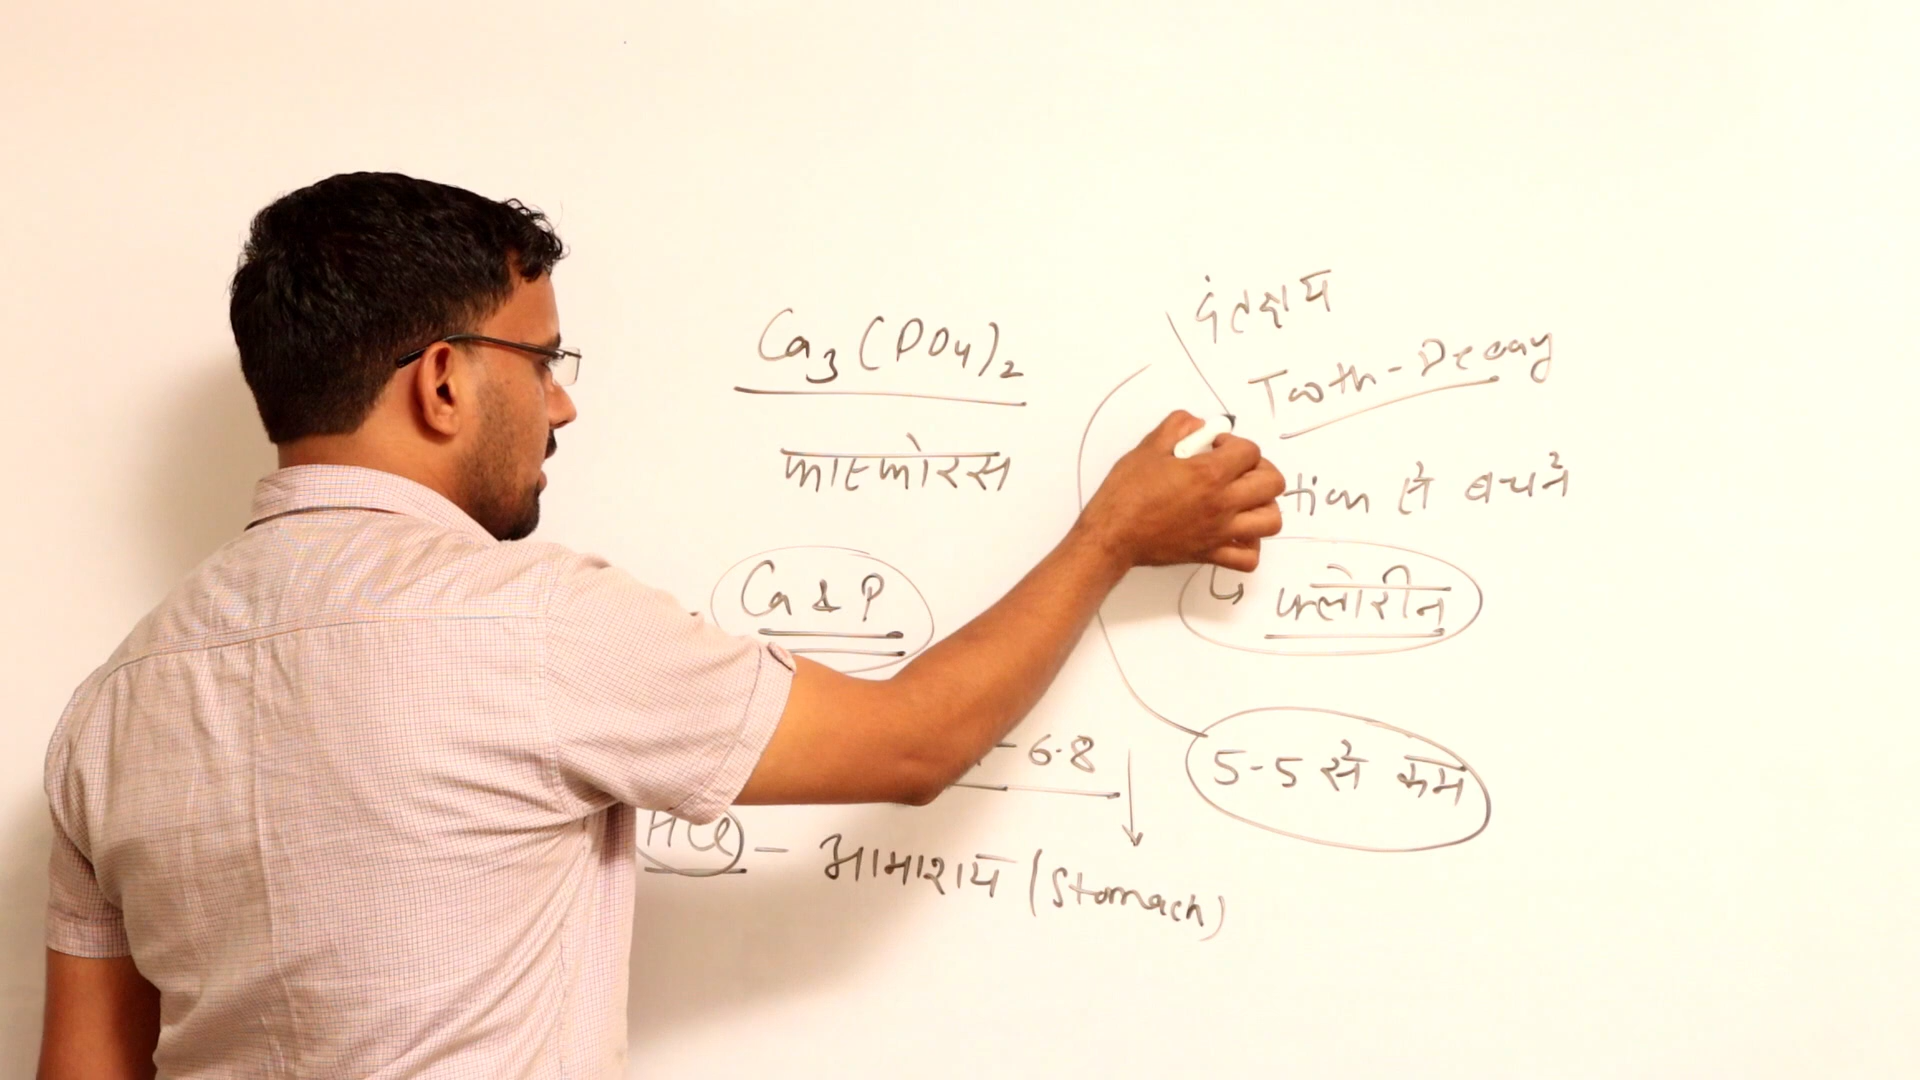 Ca3(PO4)2
फास्फोरस
Ca & P
- 6.8
HCl - आमाशय (Stomach)
दंतक्षय
Tooth-Decay
tion से बचने
↳ फ्लोरीन
5-5 से कम